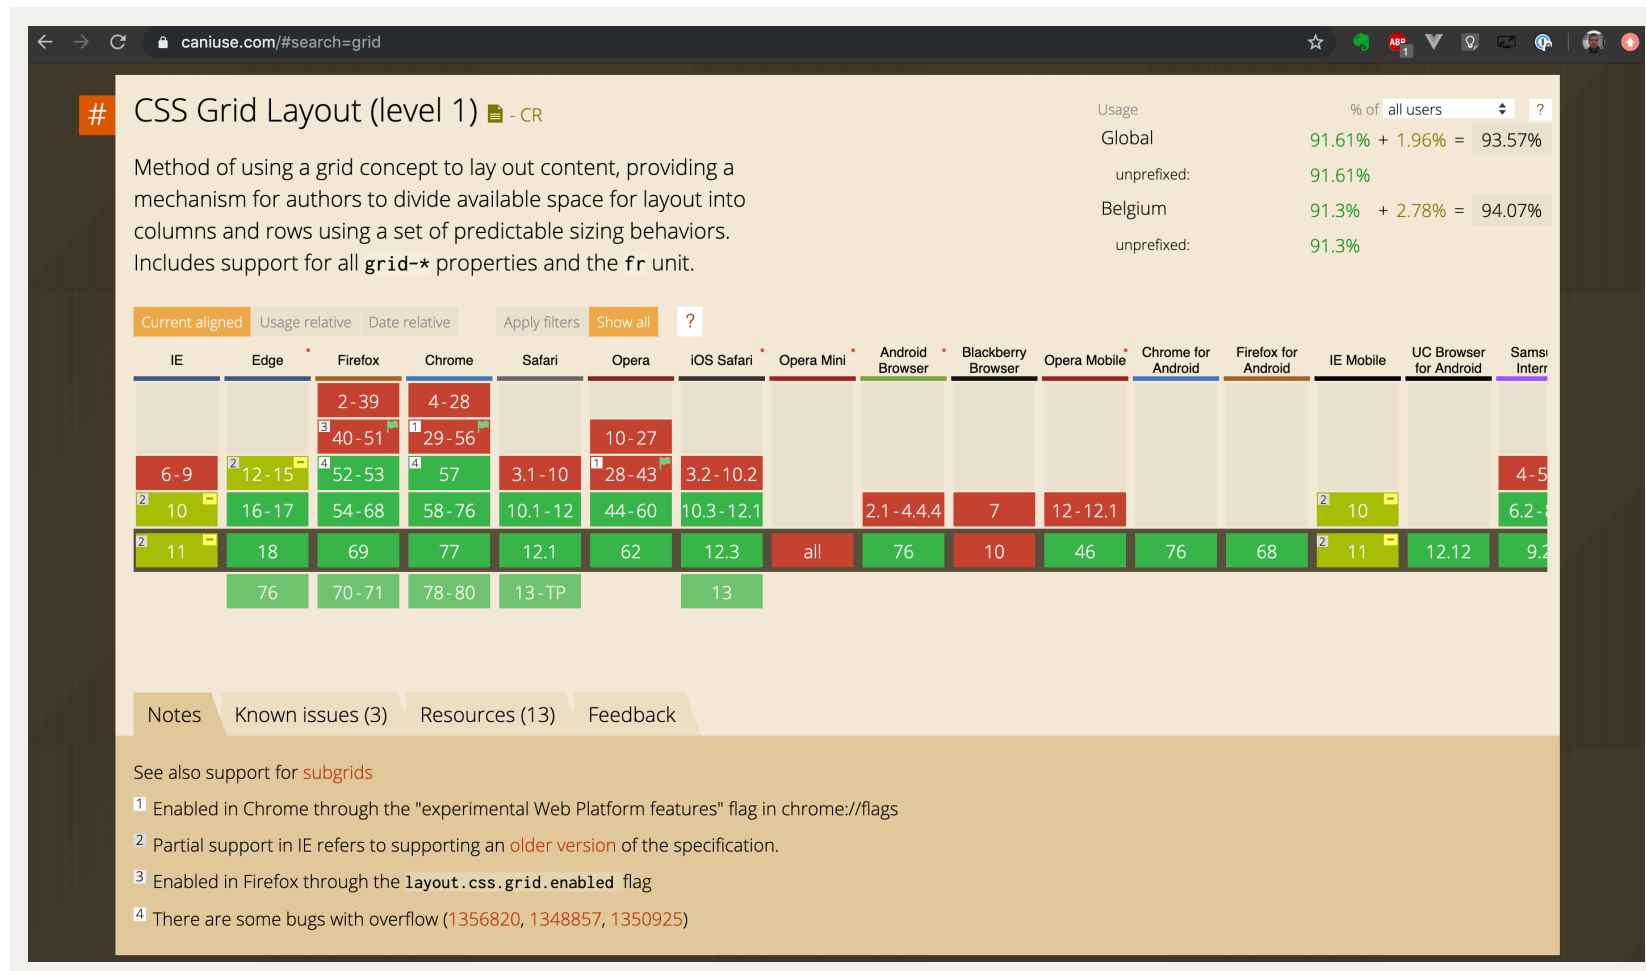 caniuse.com/#search=grid
ABP
1
#
CSS Grid Layout (level 1) - CR
Usage % of all users ?
Global 91.61% + 1.96% = 93.57%
unprefixed: 91.61%
Belgium 91.3% + 2.78% = 94.07%
unprefixed: 91.3%
Method of using a grid concept to lay out content, providing a
mechanism for authors to divide available space for layout into
columns and rows using a set of predictable sizing behaviors.
Includes support for all grid-* properties and the fr unit.
Current aligned Usage relative Date relative Apply filters Show all ?
IE Edge * Firefox Chrome Safari Opera iOS Safari * Opera Mini * Android Browser * Blackberry Browser Opera Mobile * Chrome for Android Firefox for Android IE Mobile UC Browser for Android
2-39 4-28
3 40-51 1 29-56 10-27
6-9 2 12-15 4 52-53 4 57 3.1-10 1 28-43 3.2-10.2
2 10 16-17 54-68 58-76 10.1-12 44-60 10.3-12.1 2.1-4.4.4 7 12-12.1 2 10
2 11 18 69 77 12.1 62 12.3 all 76 10 46 76 68 2 11 12.12
76 70-71 78-80 13-TP 13
Notes Known issues (3) Resources (13) Feedback
See also support for subgrids
1 Enabled in Chrome through the "experimental Web Platform features" flag in chrome://flags
2 Partial support in IE refers to supporting an older version of the specification.
3 Enabled in Firefox through the layout.css.grid.enabled flag
4 There are some bugs with overflow (1356820, 1348857, 1350925)